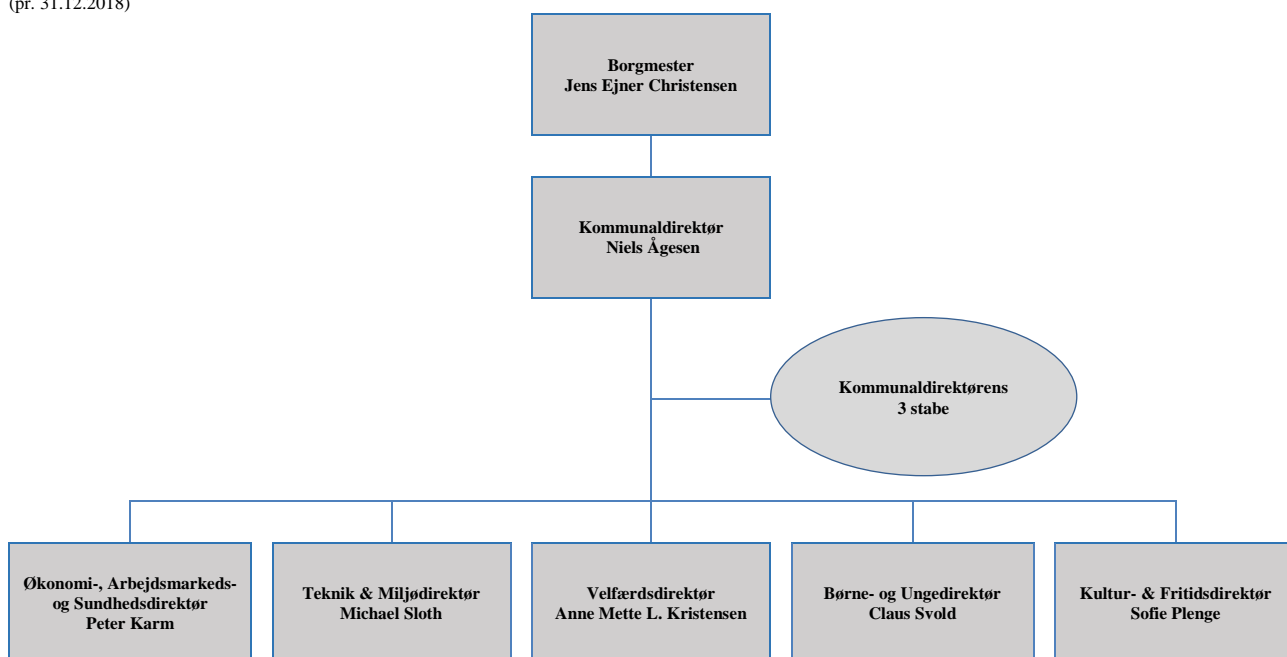 (pr. 31.12.2018)
Borgmester
Jens Ejner Christensen
Kommunaldirektør
Niels Ågesen
Kommunaldirektørens
3 stabe
Økonomi-, Arbejdsmarkeds-
og Sundhedsdirektør
Peter Karm
Teknik & Miljødirektør
Michael Sloth
Velfærdsdirektør
Anne Mette L. Kristensen
Børne- og Ungedirektør
Claus Svold
Kultur- & Fritidsdirektør
Sofie Plenge